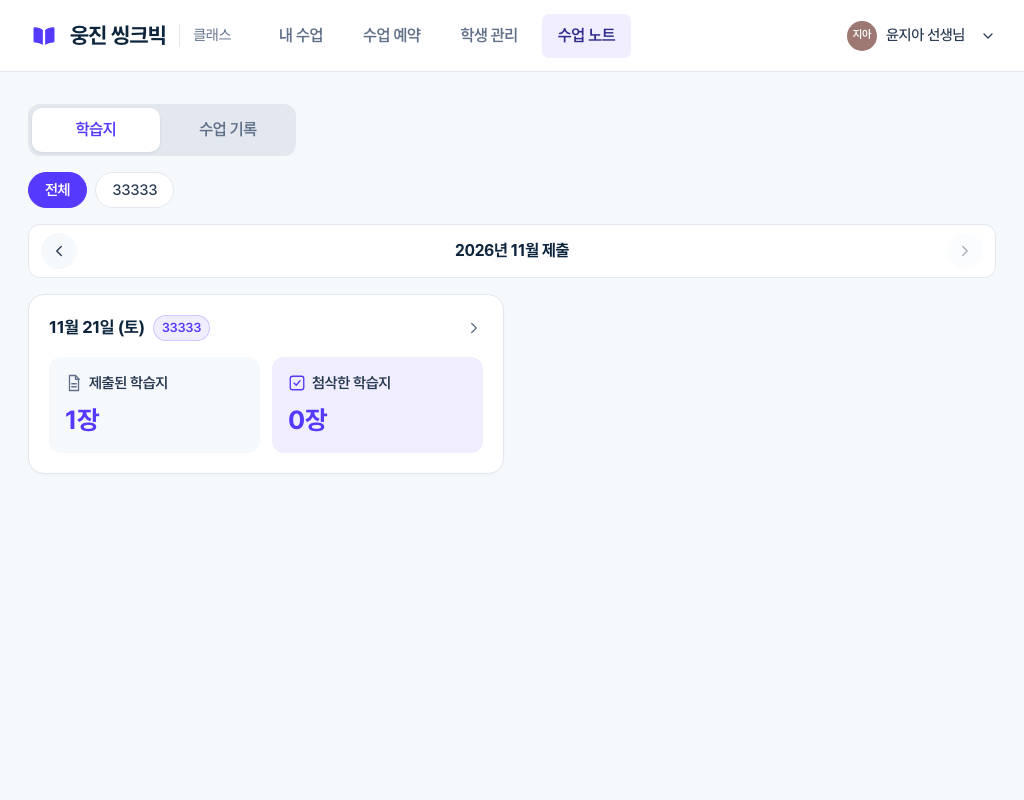 웅진 씽크빅 클래스 내 수업 수업 예약 학생 관리 수업 노트 지아 윤지아 선생님
학습지 수업 기록
전체 33333
2026년 11월 제출
11월 21일 (토) 33333
제출된 학습지 첨삭한 학습지
1장 0장